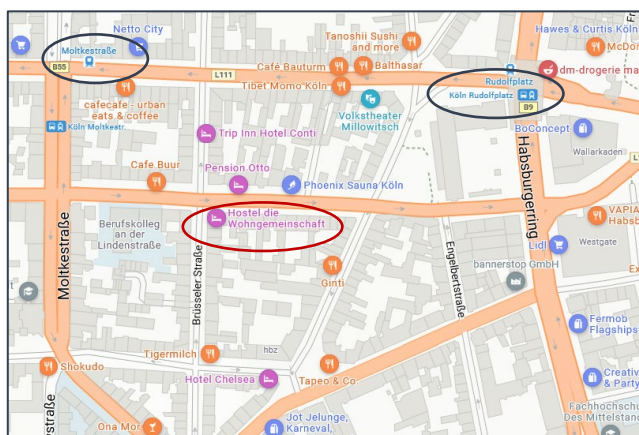 Netto City
Moltkestraße
B55
L111
Café Bauturm
Tanoshii Sushi
and more
Balthasar
Tibet Momo Köln
Volkstheater
Millowitsch
Hawes & Curtis Köln
McDo
dm-drogerie ma
Rudolfplatz
Köln Rudolfplatz
B9
BoConcept
Wallarkaden
cafecafe - urban
eats & coffee
Köln Moltkestr.
Trip Inn Hotel Conti
Cafe Buur
Pension Otto
Phoenix Sauna Köln
Hostel die
Wohngemeinschaft
Berufskolleg
an der
Lindenstraße
Moltkestraße
Brüsseler Straße
Habsburgerring
Engelbertstraße
VAPIA
Habsb
Lidl
Westgate
bannerstop GmbH
Ginti
Ex
Fermob
Flagships
Tigermilch
hbz
Shokudo
Hotel Chelsea
Tapeo & Co.
Creativ
& Party
Fachhochschu
Des Mittelstand
Ona Mor
Jot Jelunge,
Karneval,
straße